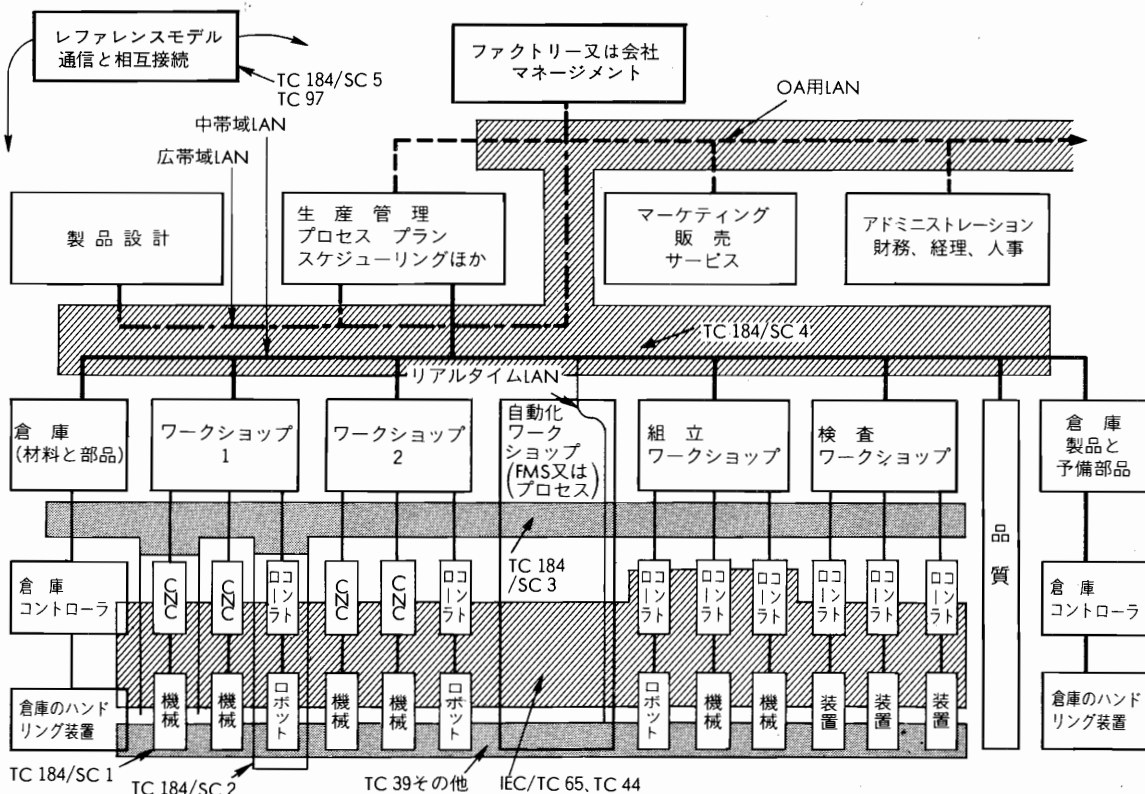 レファレンスモデル
通信と相互接続
TC 184/SC 5
TC 97
ファクトリー又は会社
マネージメント
OA用LAN
中帯域LAN
広帯域LAN
製品設計
生産管理
プロセス プラン
スケジューリングほか
マーケティング
販売
サービス
アドミニストレーション
財務、経理、人事
TC 184/SC 4
リアルタイムLAN
倉庫
(材料と部品)
ワークショップ
1
ワークショップ
2
自動化
ワーク
ショップ
(FMS又は
プロセス)
組立
ワークショップ
検査
ワークショップ
品質
倉庫
製品と
予備部品
TC 184
/SC 3
倉庫
コントローラ
CNC
CNC
コントローラ
CNC
CNC
コントローラ
コントローラ
コントローラ
コントローラ
コントローラ
コントローラ
コントローラ
倉庫
コントローラ
倉庫のハンド
リング装置
機械
機械
ロボット
機械
機械
ロボット
ロボット
機械
機械
装置
装置
装置
倉庫のハンド
リング装置
TC 184/SC 1
TC 184/SC 2
TC 39その他
IEC/TC 65、TC 44